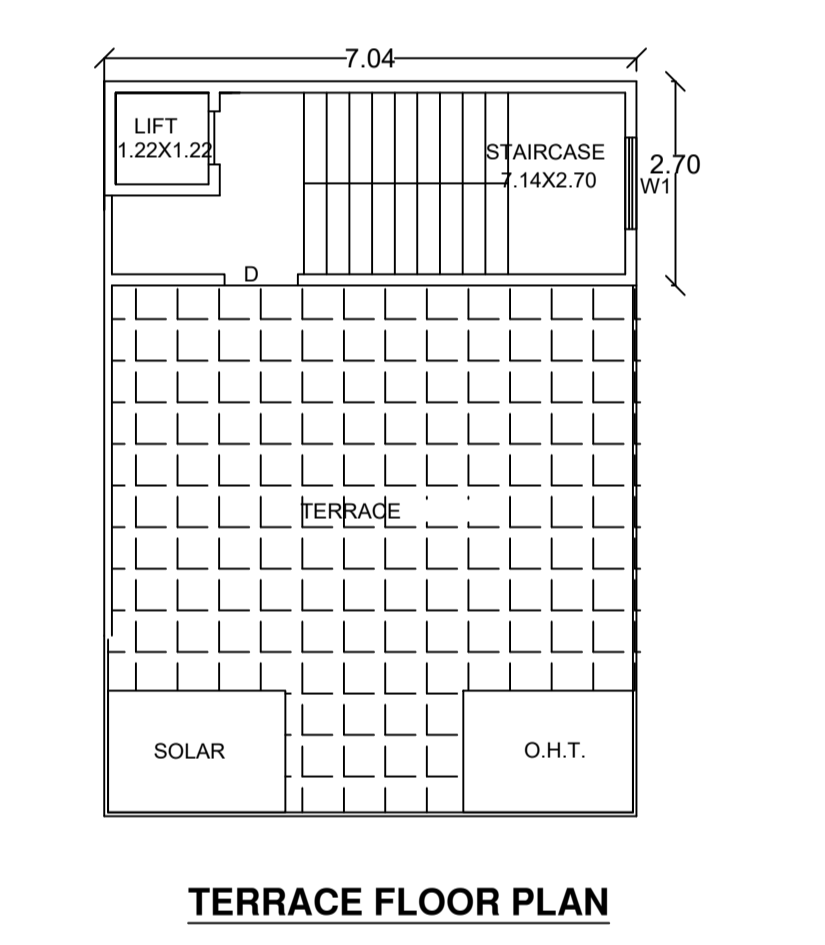 7.04
LIFT
1.22X1.22
STAIRCASE
7.14X2.70
2.70
W1
D
TERRACE
SOLAR
O.H.T.
TERRACE FLOOR PLAN